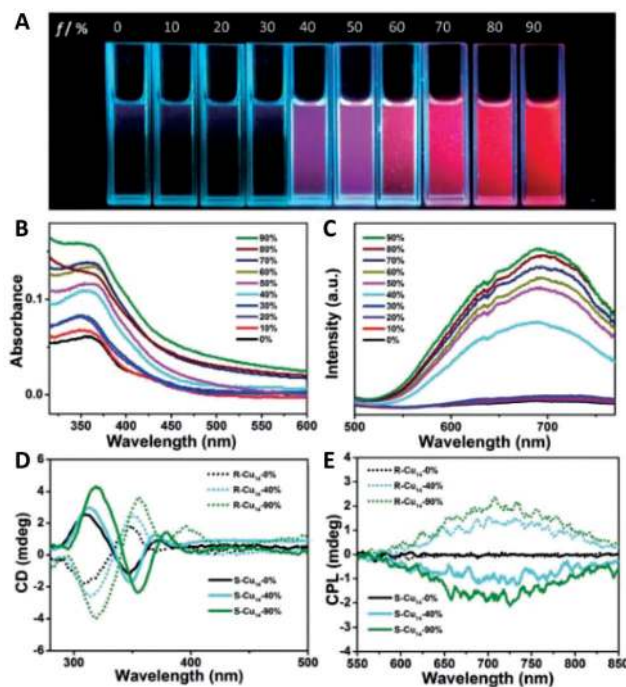 A
f/ % 0 10 20 30 40 50 60 70 80 90
B
90%
80%
70%
60%
50%
40%
30%
20%
10%
0%
0.1
0.0
350 400 450 500 550 600
Absorbance
Wavelength (nm)
C
90%
80%
70%
60%
50%
40%
30%
20%
10%
0%
500 600 700
Intensity (a.u.)
Wavelength (nm)
D
R-Cu14-0%
R-Cu14-40%
R-Cu14-90%
S-Cu14-0%
S-Cu14-40%
S-Cu14-90%
6
4
2
0
-2
-4
-6
300 400 500
CD (mdeg)
Wavelength (nm)
E
R-Cu14-0%
R-Cu14-40%
R-Cu14-90%
S-Cu14-0%
S-Cu14-40%
S-Cu14-90%
4
3
2
1
0
-1
-2
-3
-4
550 600 650 700 750 800 850
CPL (mdeg)
Wavelength (nm)